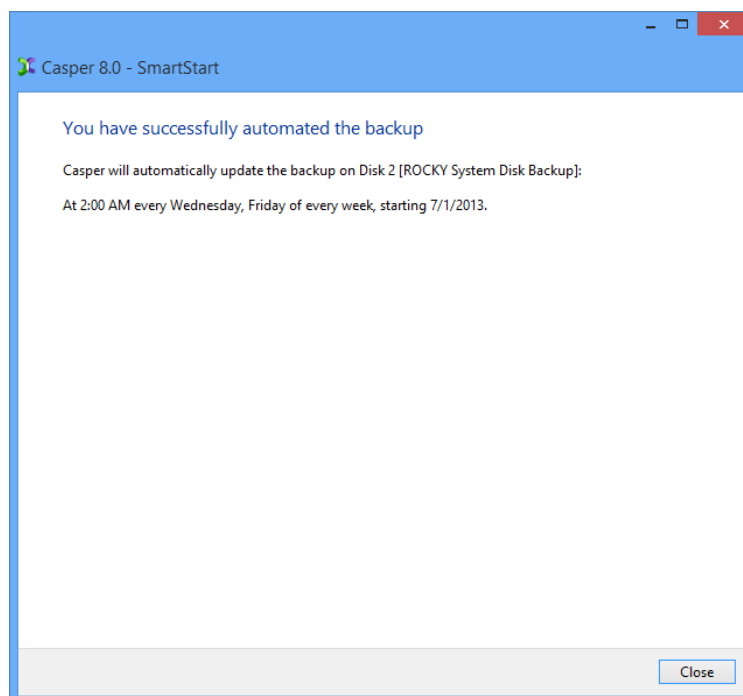 Casper 8.0 - SmartStart
You have successfully automated the backup
Casper will automatically update the backup on Disk 2 [ROCKY System Disk Backup]:
At 2:00 AM every Wednesday, Friday of every week, starting 7/1/2013.
Close